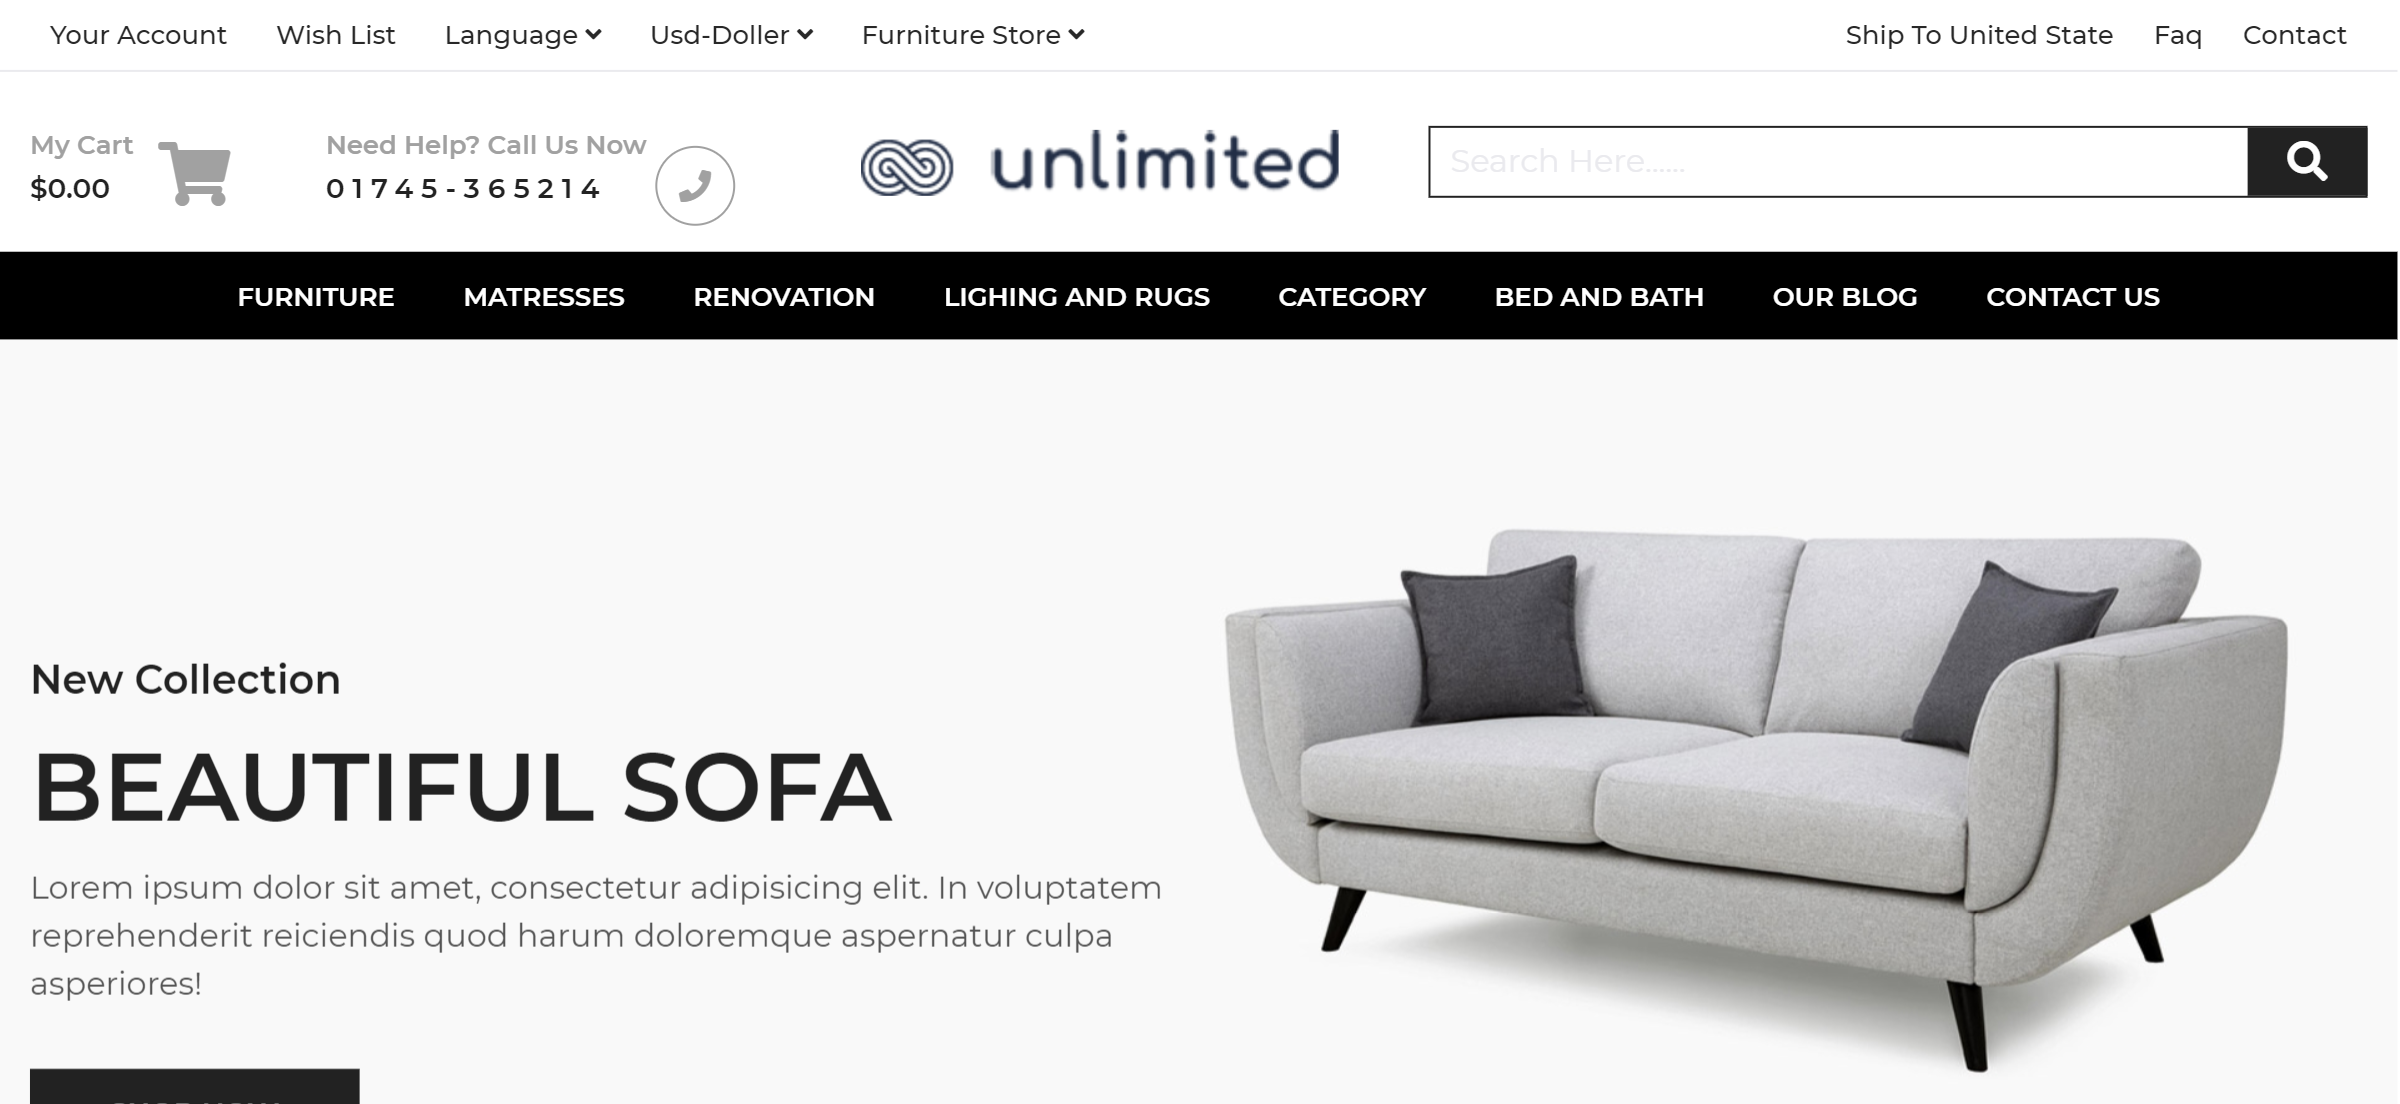 Your Account Wish List Language Usd-Doller Furniture Store Ship To United State Faq Contact
My Cart
$0.00
Need Help? Call Us Now
01745-365214
unlimited
Search Here......
FURNITURE MATRESSES RENOVATION LIGHING AND RUGS CATEGORY BED AND BATH OUR BLOG CONTACT US
New Collection
BEAUTIFUL SOFA
Lorem ipsum dolor sit amet, consectetur adipisicing elit. In voluptatem
reprehenderit reiciendis quod harum doloremque aspernatur culpa
asperiores!